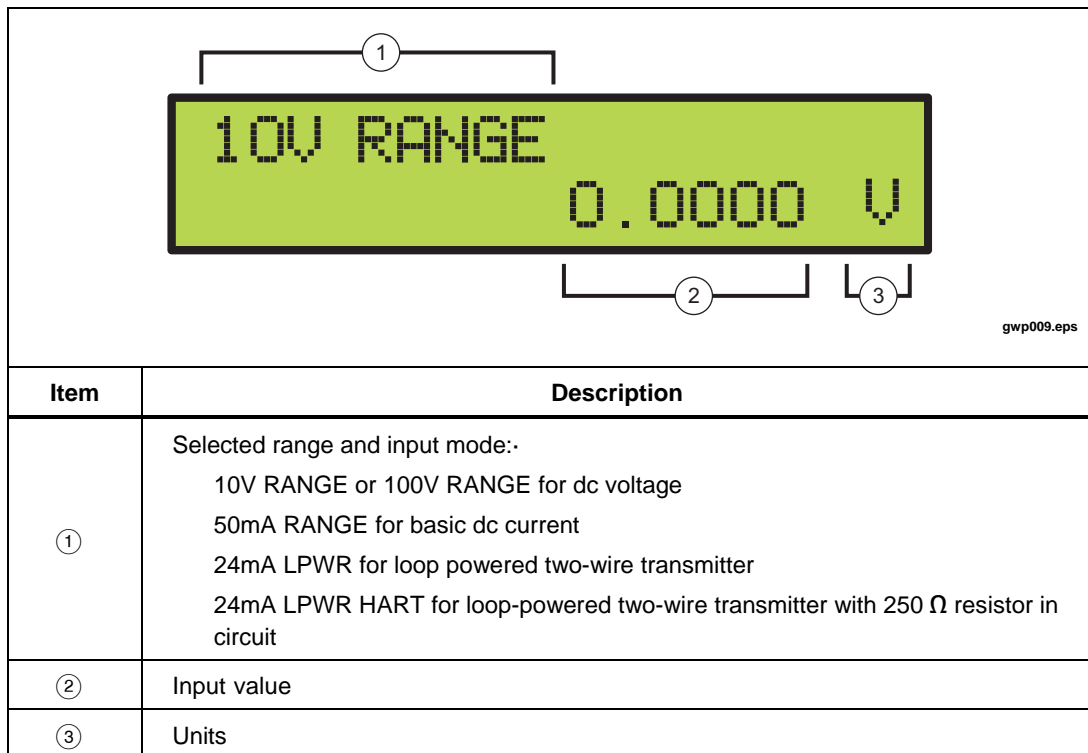 ①
10V RANGE
0.0000 V
② ③
gwp009.eps
Item Description
① Selected range and input mode:·
10V RANGE or 100V RANGE for dc voltage
50mA RANGE for basic dc current
24mA LPWR for loop powered two-wire transmitter
24mA LPWR HART for loop-powered two-wire transmitter with 250 Ω resistor in
circuit
② Input value
③ Units